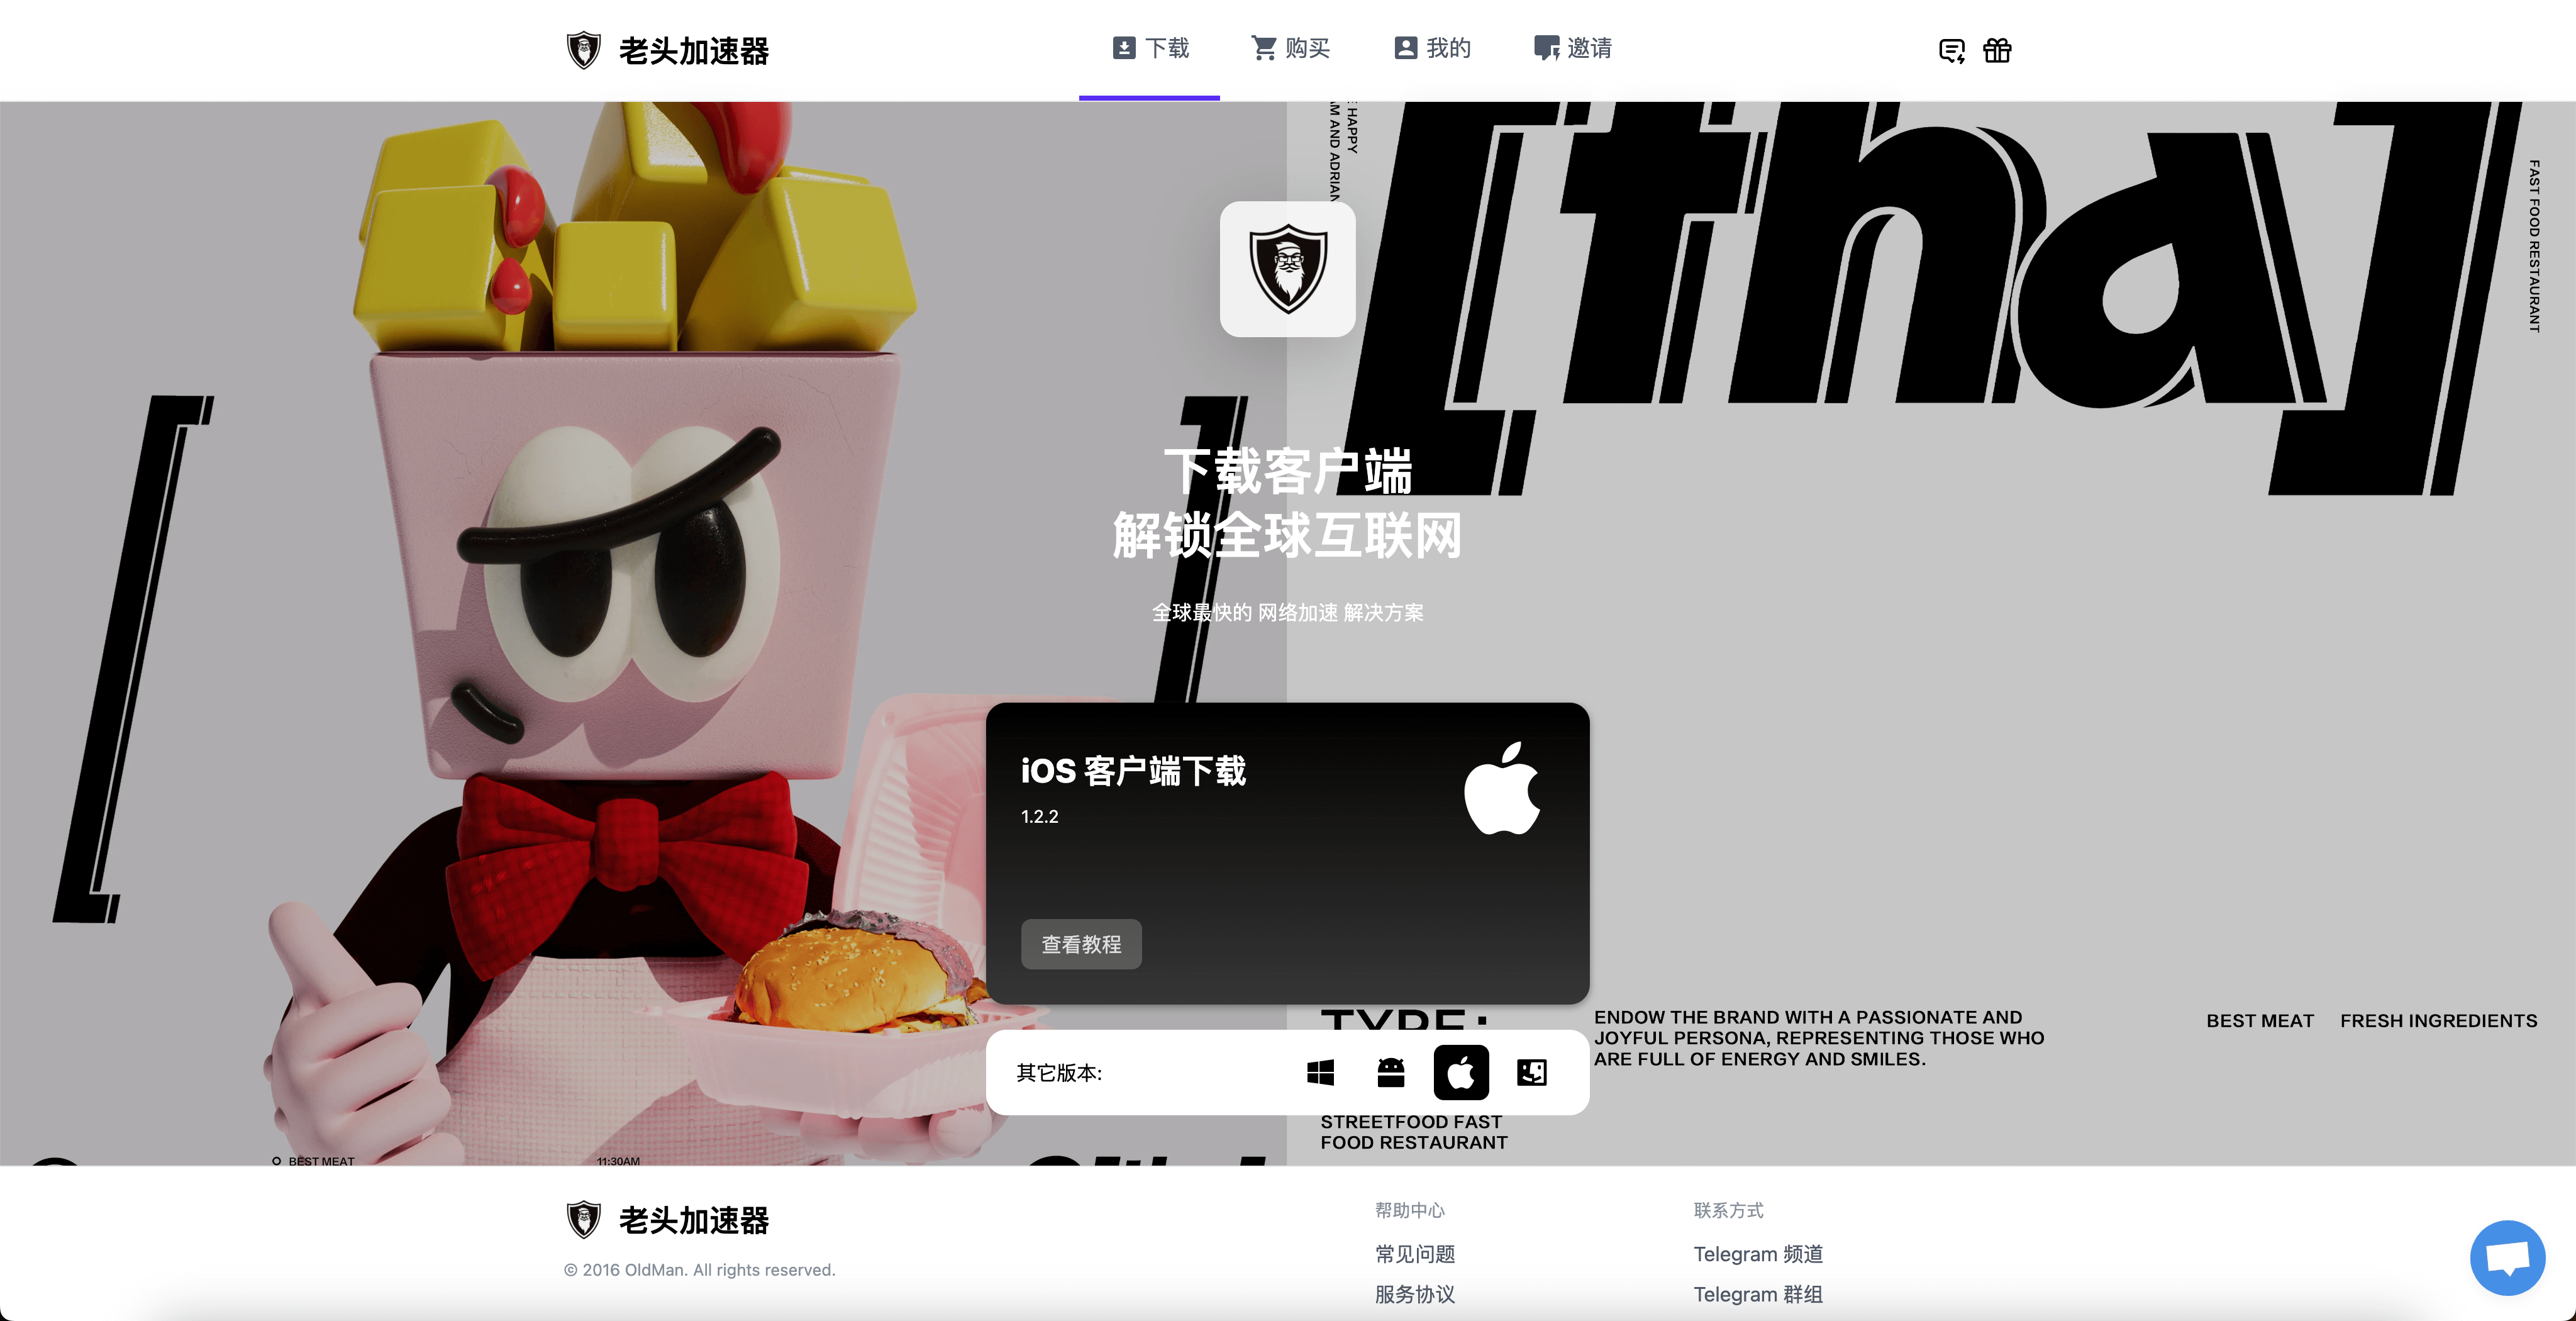 老头加速器
下载
购买
我的
邀请
E HAPPY
AM AND ADRIAN
[tha]
FAST FOOD RESTAURANT
下载客户端
解锁全球互联网
全球最快的 网络加速 解决方案
iOS 客户端下载
1.2.2
查看教程
TYPE:
ENDOW THE BRAND WITH A PASSIONATE AND
JOYFUL PERSONA, REPRESENTING THOSE WHO
ARE FULL OF ENERGY AND SMILES.
BEST MEAT
FRESH INGREDIENTS
其它版本:
STREETFOOD FAST
FOOD RESTAURANT
BEST MEAT
11:30AM
老头加速器
© 2016 OldMan. All rights reserved.
帮助中心
常见问题
服务协议
联系方式
Telegram 频道
Telegram 群组